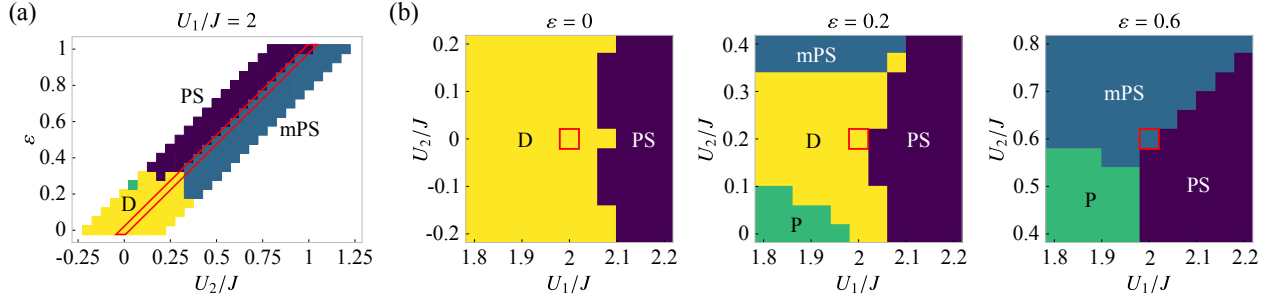 (a)
U₁/J = 2
ε
1
0.8
0.6
0.4
0.2
0
PS
mPS
D
-0.25 0 0.25 0.5 0.75 1 1.25
U₂/J
(b)
ε = 0
U₂/J
0.2
0.1
0
-0.1
-0.2
D
PS
1.8 1.9 2 2.1 2.2
U₁/J
ε = 0.2
U₂/J
0.4
0.3
0.2
0.1
0
mPS
D
PS
P
1.8 1.9 2 2.1 2.2
U₁/J
ε = 0.6
U₂/J
0.8
0.7
0.6
0.5
0.4
mPS
P
PS
1.8 1.9 2 2.1 2.2
U₁/J